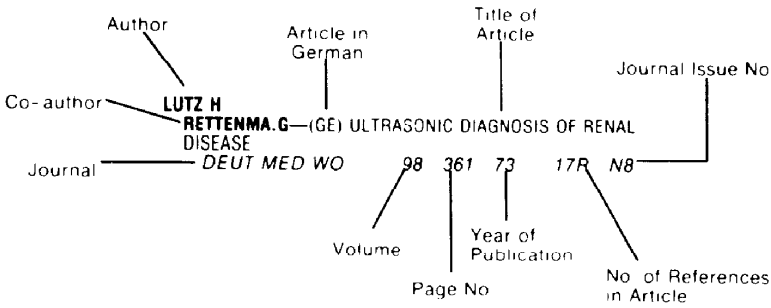 Author
Article in
German
Title of
Article
Journal Issue No
Co-author
LUTZ H
RETTENMA.G—(GE) ULTRASONIC DIAGNOSIS OF RENAL
DISEASE
Journal
DEUT MED WO 98 361 73 17R N8
Volume
Year of
Publication
Page No
No of References
in Article